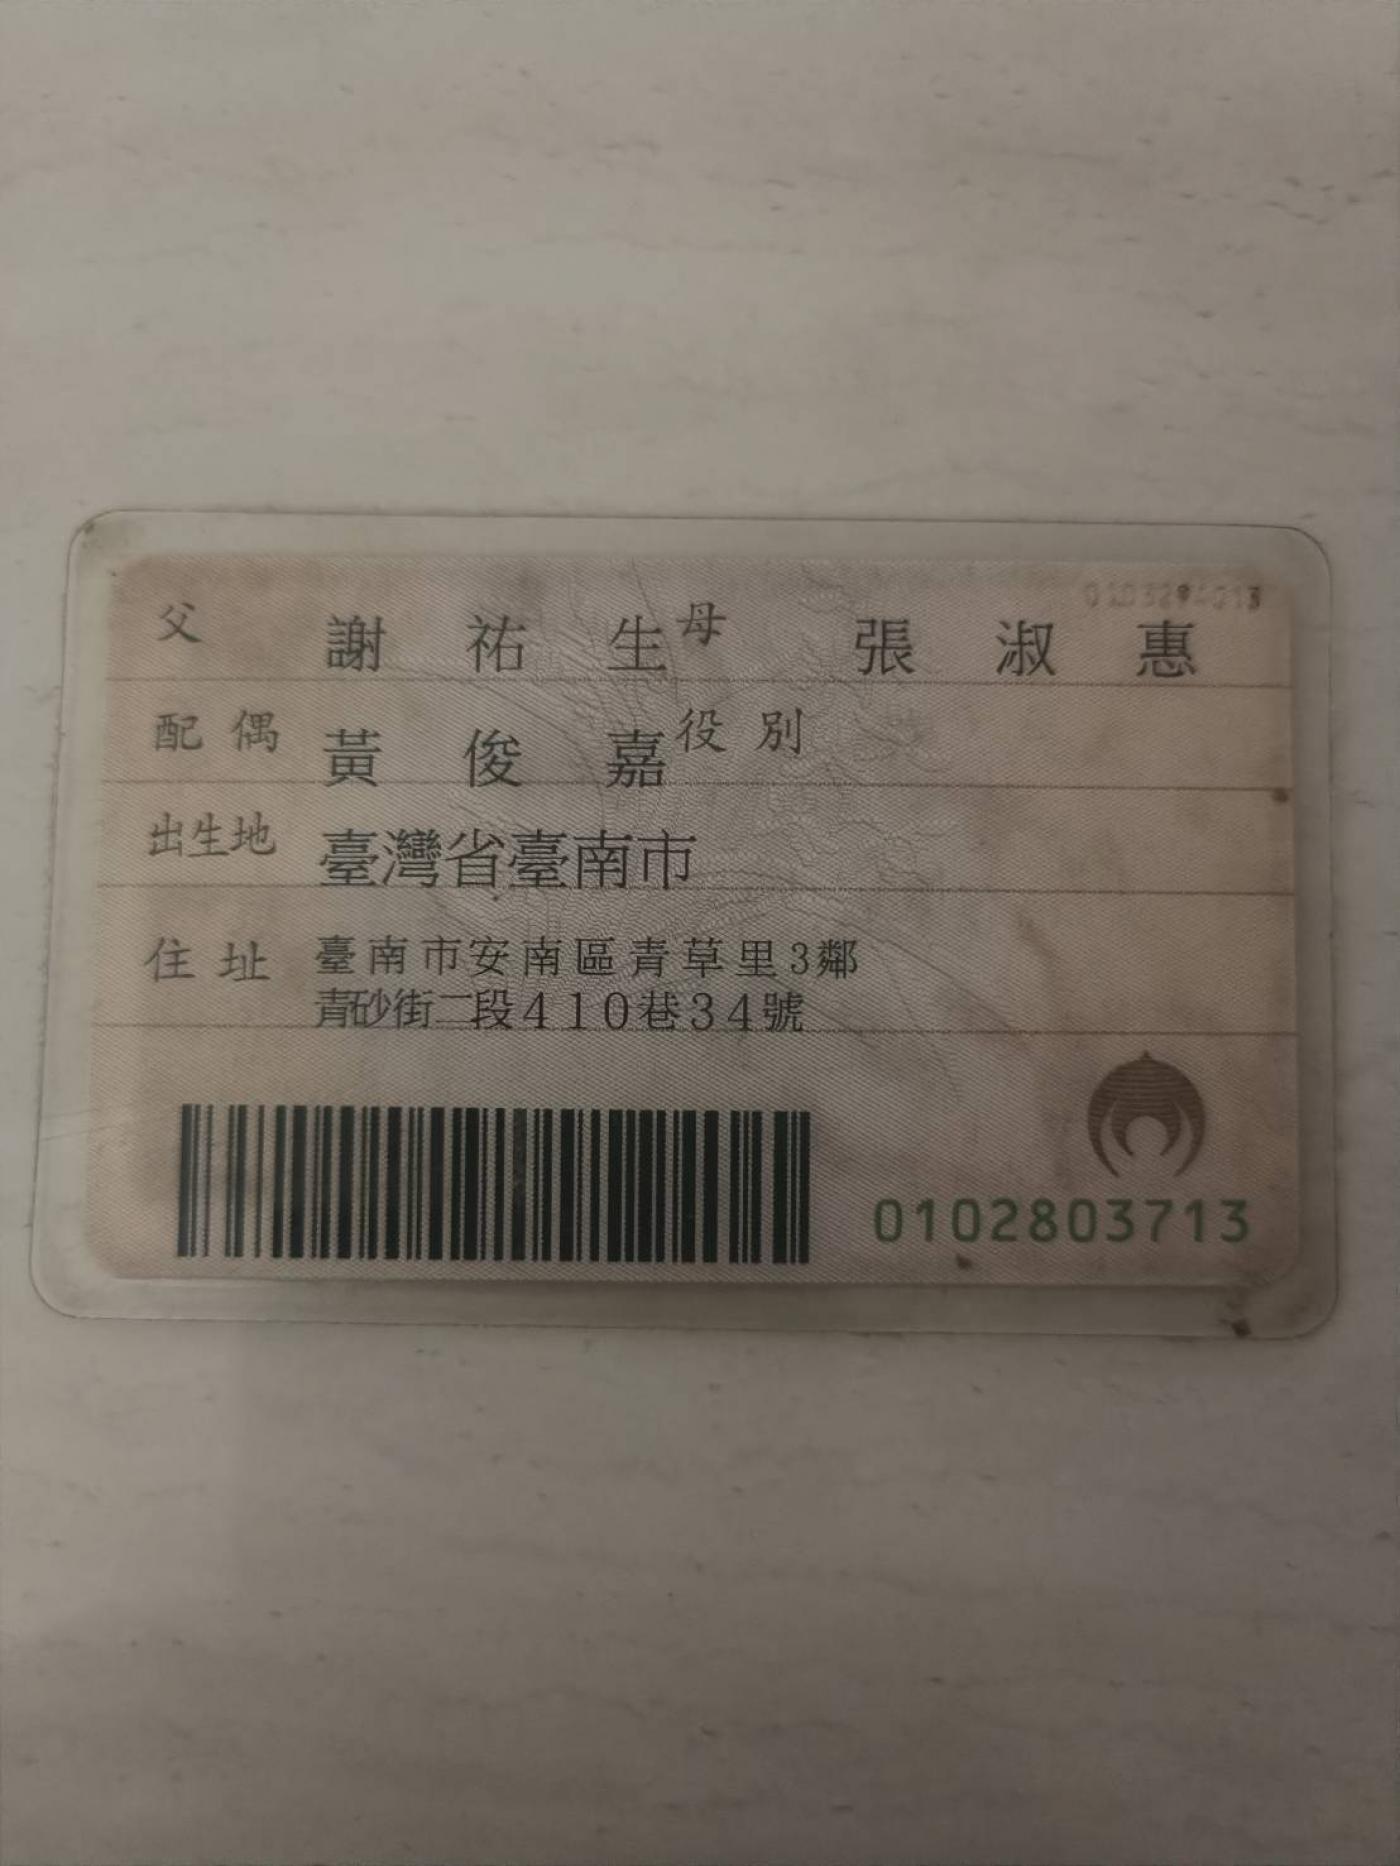 父 謝祐生 母 張淑惠
配偶 黃俊嘉 役別
出生地 臺灣省臺南市
住址 臺南市安南區青草里3鄰
青砂街二段410巷34號
0102803713